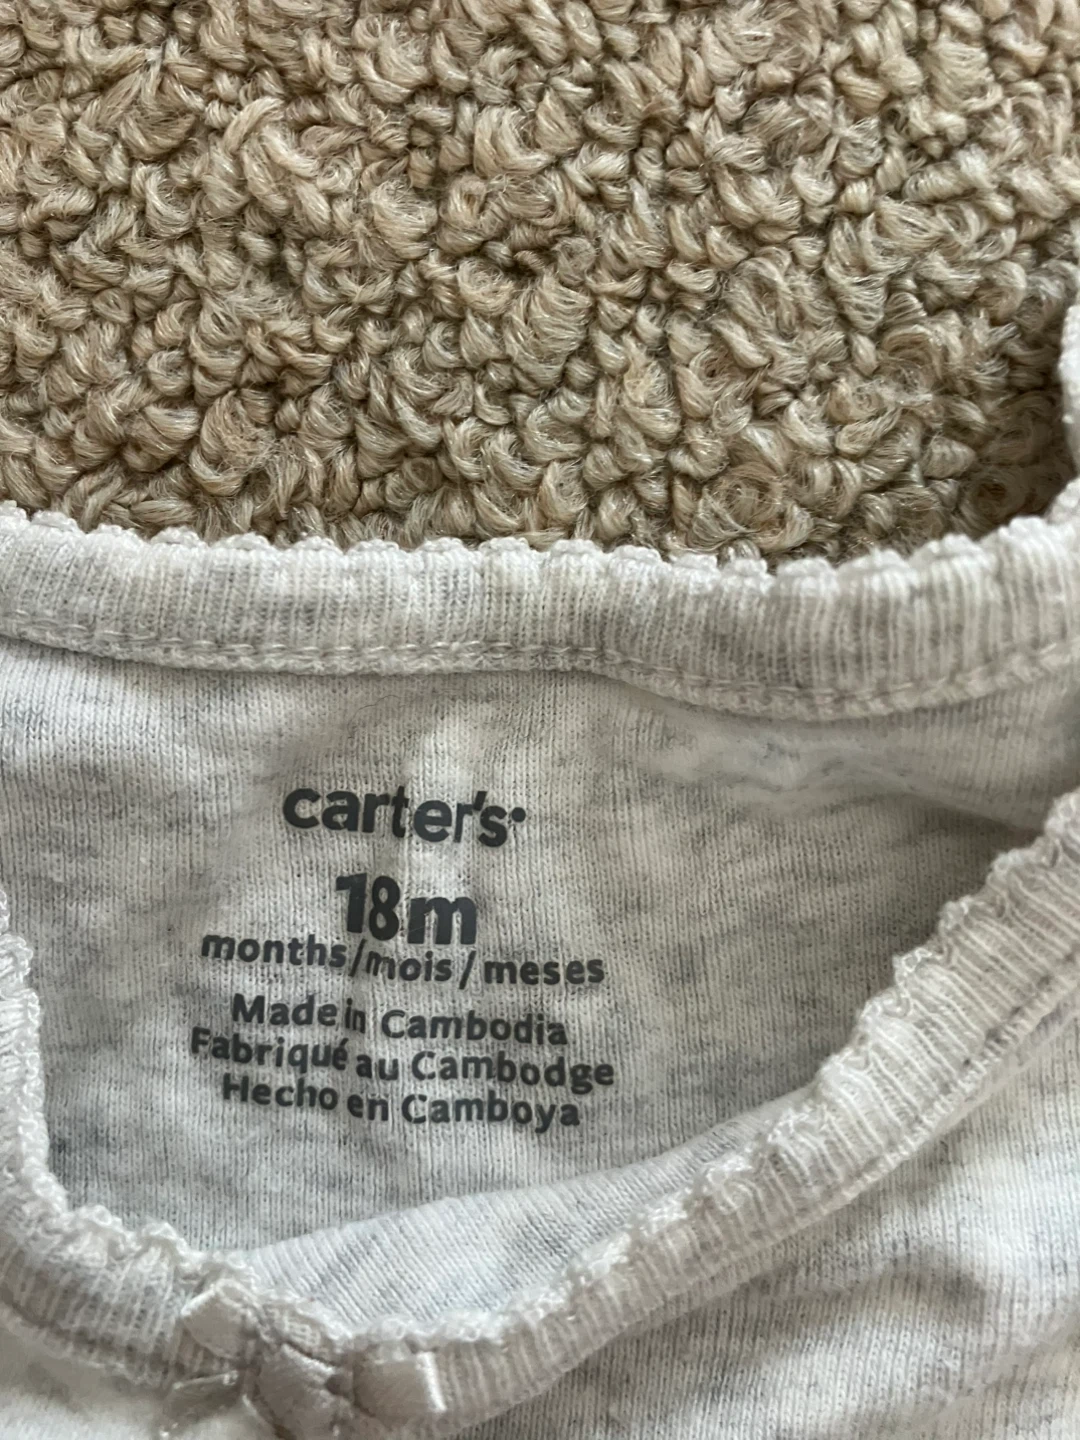 carter's
18m
months/mois/meses
Made in Cambodia
Fabriqué au Cambodge
Hecho en Camboya